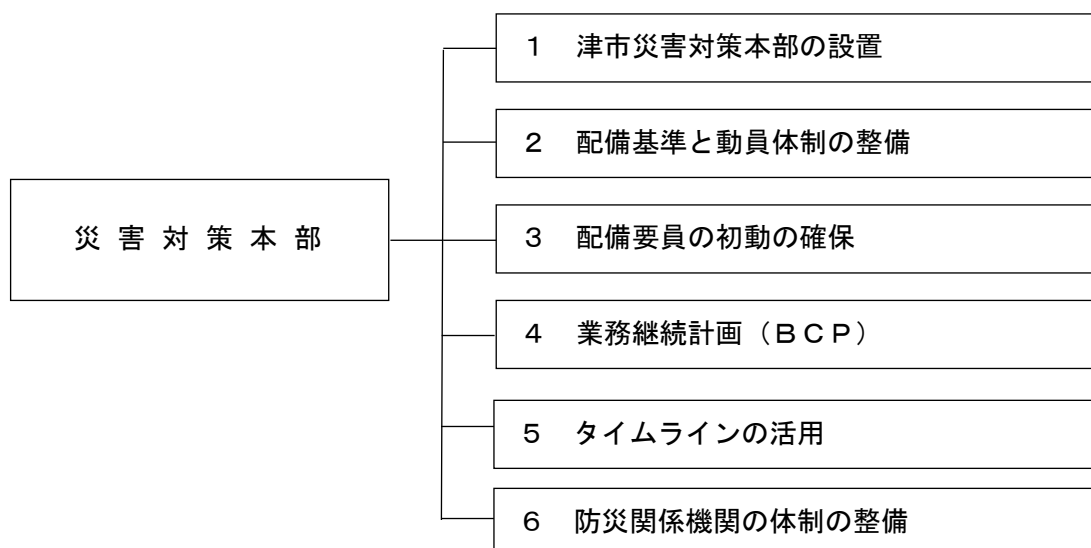 災害対策本部
１　津市災害対策本部の設置
２　配備基準と動員体制の整備
３　配備要員の初動の確保
４　業務継続計画（ＢＣＰ）
５　タイムラインの活用
６　防災関係機関の体制の整備